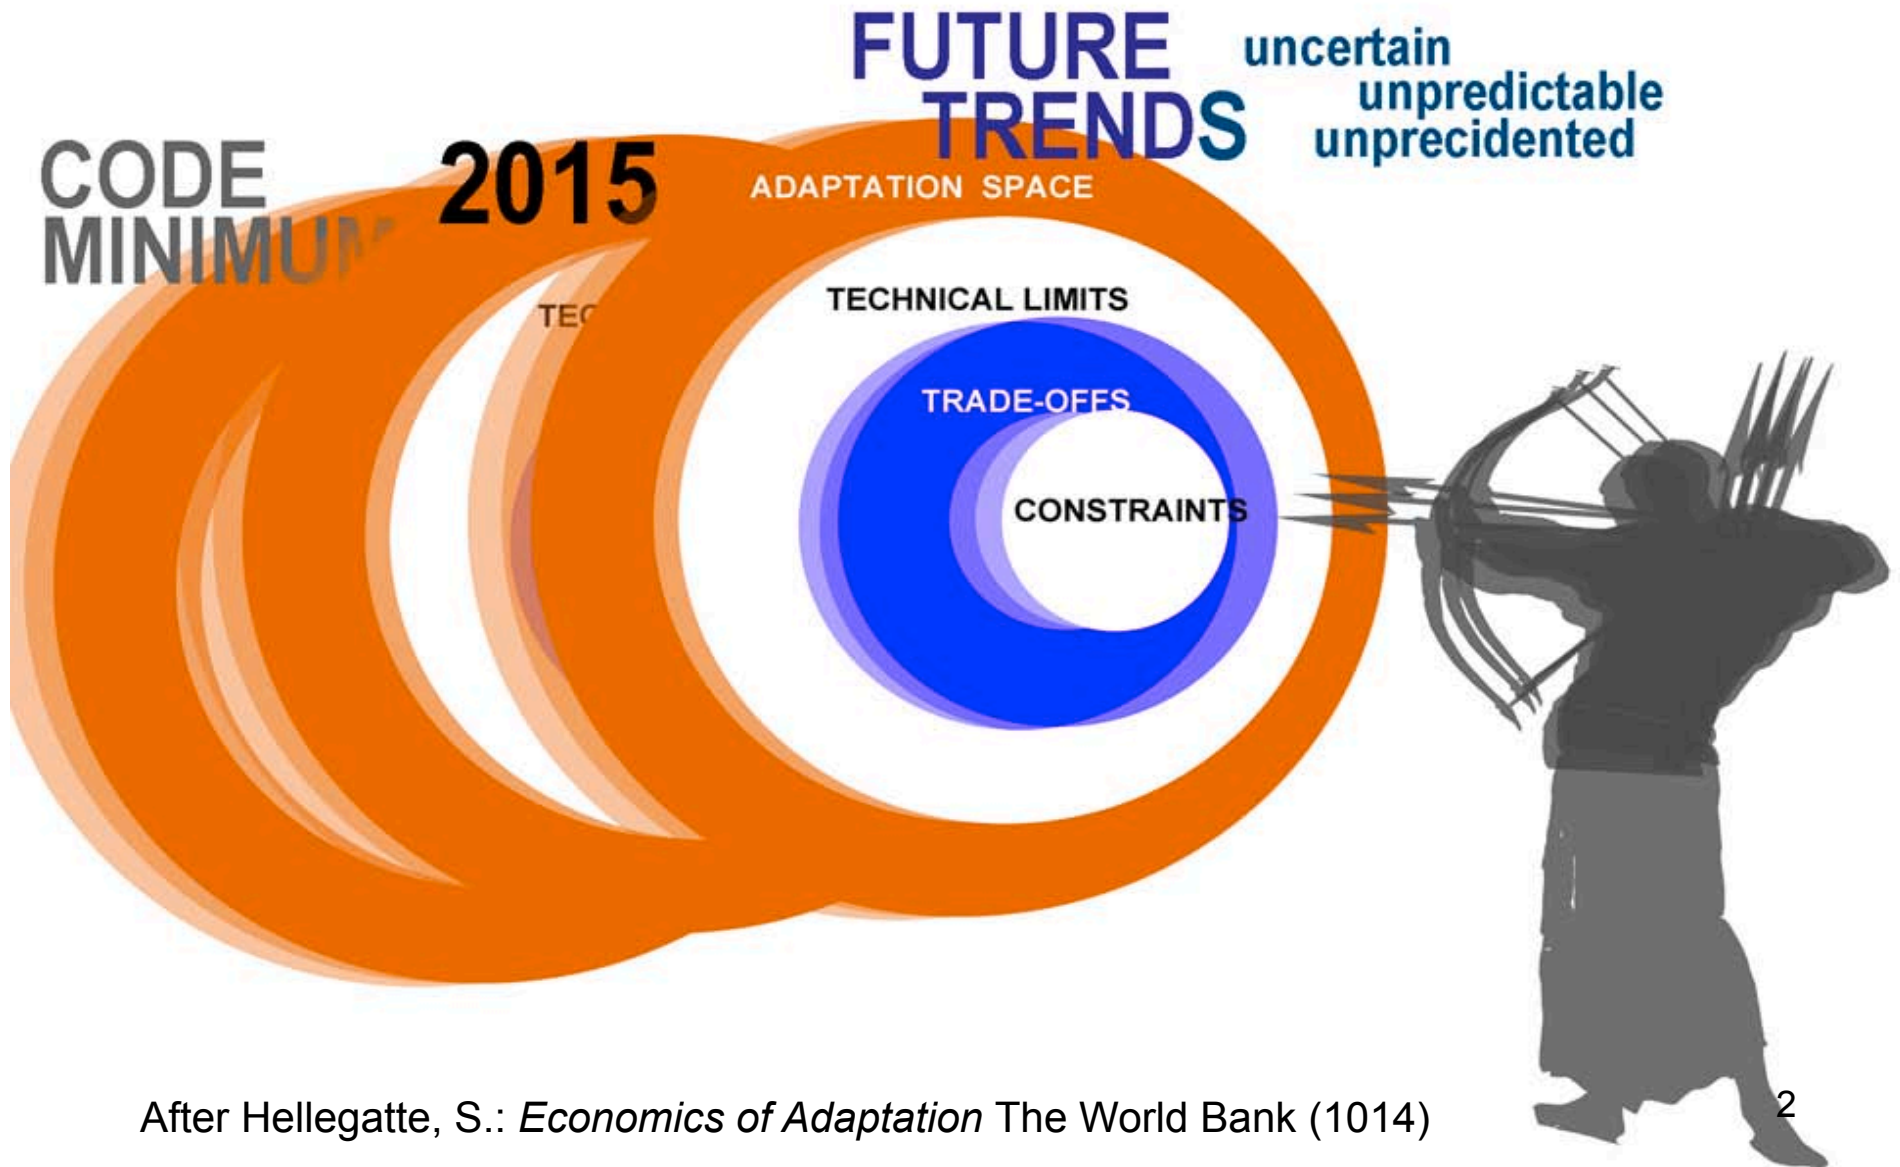 FUTURE
TRENDS
uncertain
unpredictable
unprecidented
CODE
MINIMUM
2015
ADAPTATION SPACE
TEC
TECHNICAL LIMITS
TRADE-OFFS
CONSTRAINTS
After Hellegatte, S.: Economics of Adaptation The World Bank (1014)
2